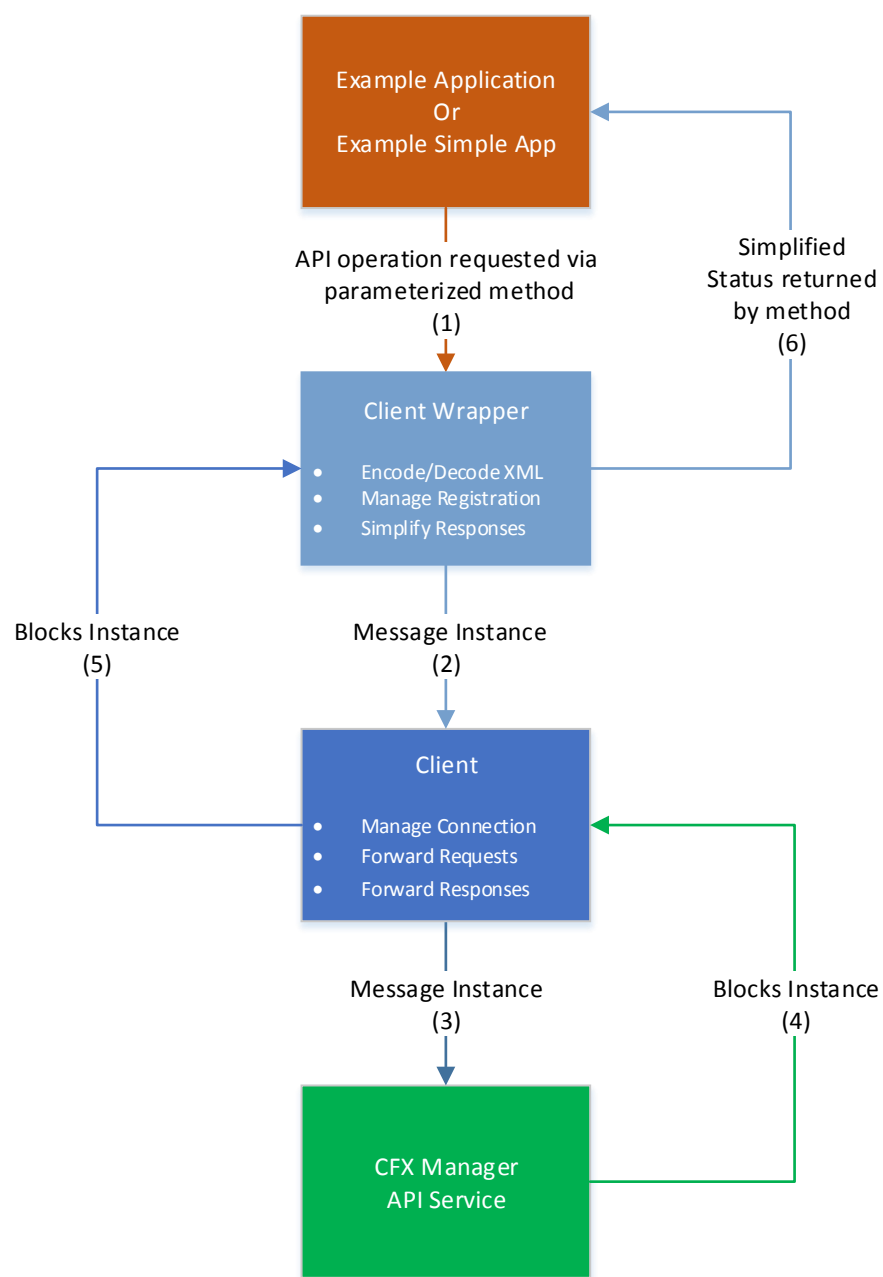 Example Application
Or
Example Simple App
API operation requested via
parameterized method
(1)
Simplified
Status returned
by method
(6)
Client Wrapper
• Encode/Decode XML
• Manage Registration
• Simplify Responses
Blocks Instance
(5)
Message Instance
(2)
Client
• Manage Connection
• Forward Requests
• Forward Responses
Message Instance
(3)
Blocks Instance
(4)
CFX Manager
API Service